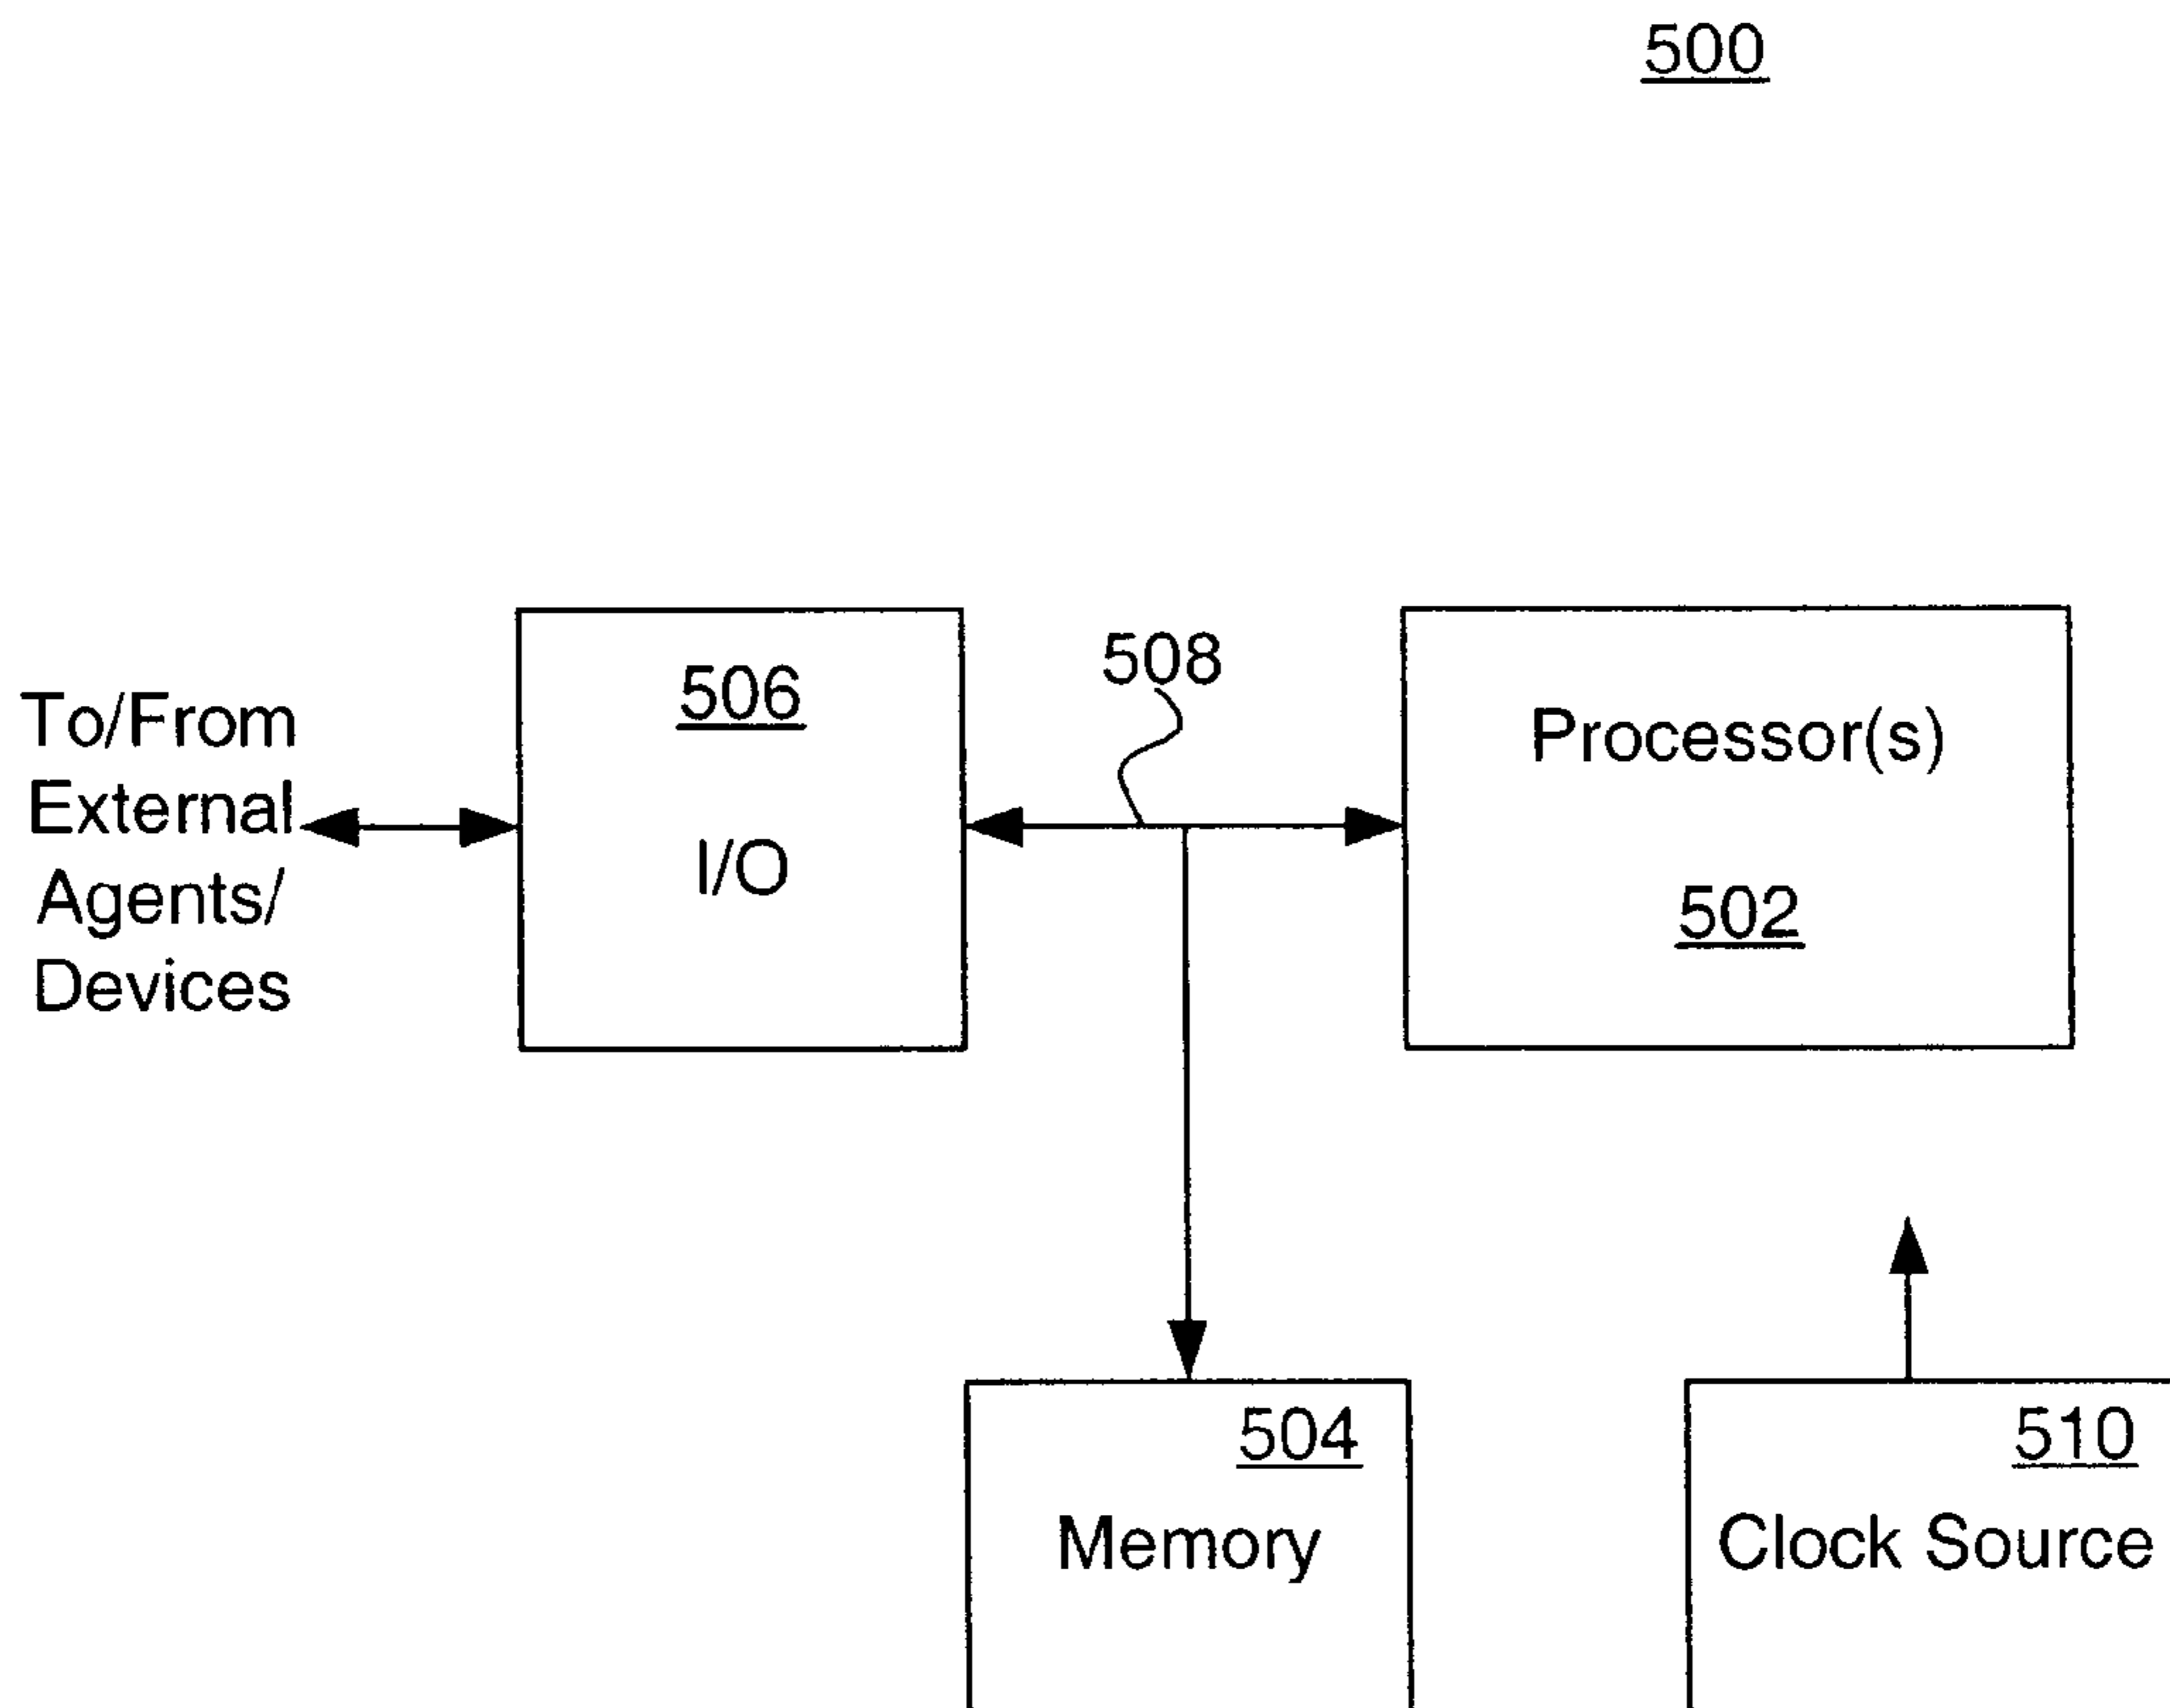 500
506
I/O
508
Processor(s)
502
To/From
External
Agents/
Devices
504
Memory
510
Clock Source